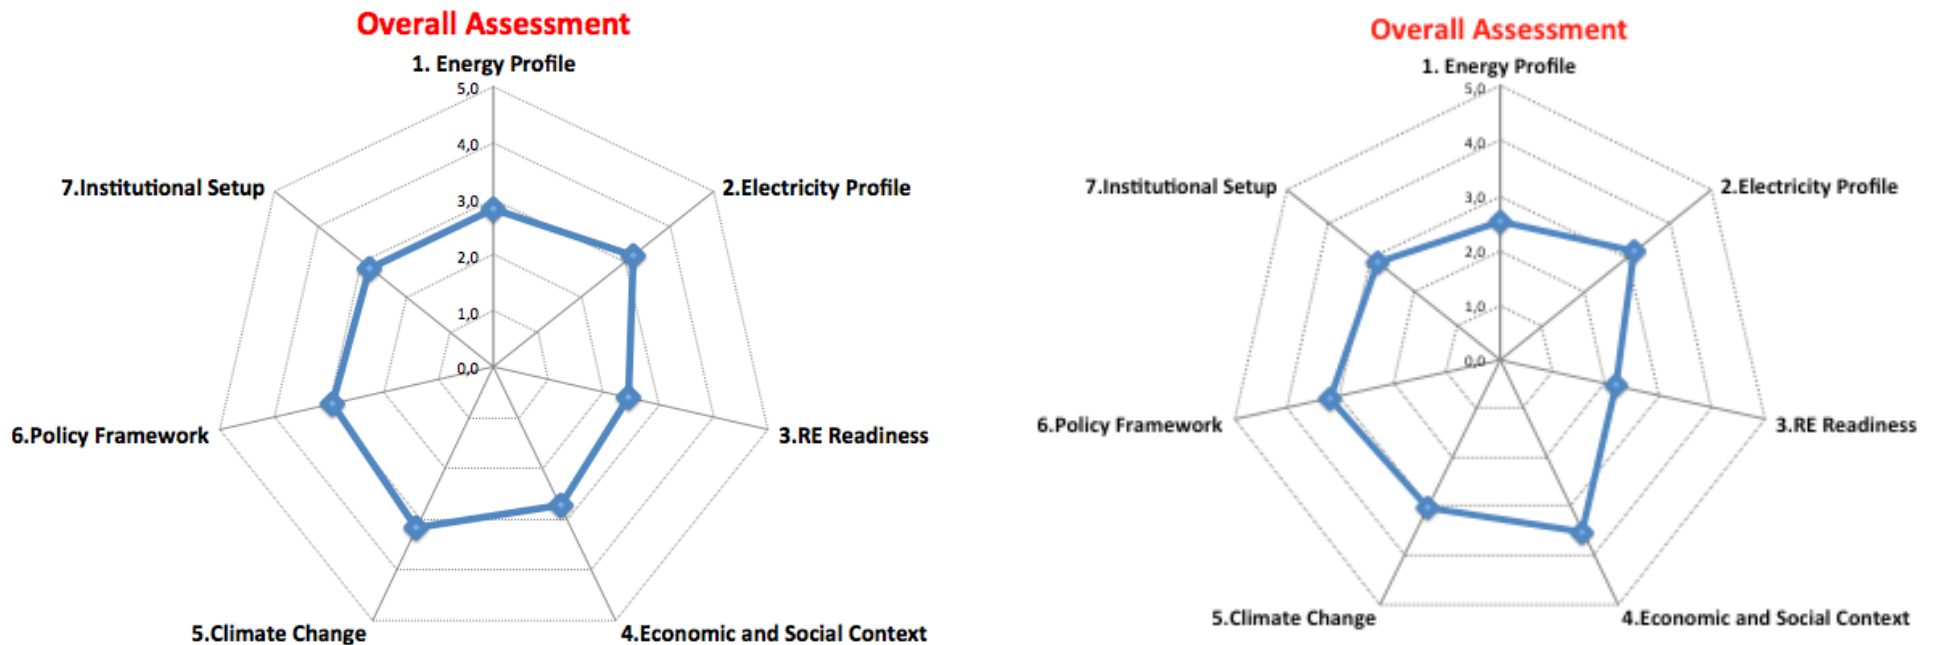 Overall Assessment
1. Energy Profile
5,0
4,0
3,0
2,0
1,0
0,0
2.Electricity Profile
3.RE Readiness
4.Economic and Social Context
5.Climate Change
6.Policy Framework
7.Institutional Setup
Overall Assessment
1. Energy Profile
5,0
4,0
3,0
2,0
1,0
0,0
2.Electricity Profile
3.RE Readiness
4.Economic and Social Context
5.Climate Change
6.Policy Framework
7.Institutional Setup